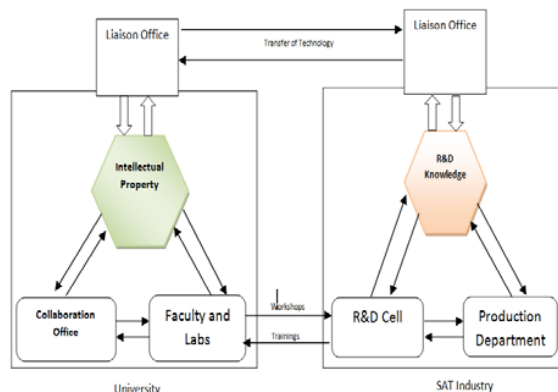 Liaison Office
Liaison Office
Transfer of Technology
Intellectual
Property
R&D
Knowledge
Collaboration
Office
Faculty and
Labs
Workshops
Trainings
R&D Cell
Production
Department
University
SAT Industry